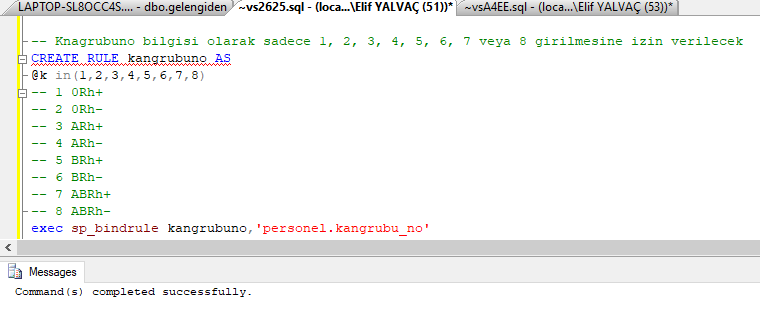 LAPTOP-SL8OCC4S.... - dbo.gelengiden
~vs2625.sql - (loca...\Elif YALVAÇ (51))*
~vsA4EE.sql - (loca...\Elif YALVAÇ (53))*
--- Knagrubuno bilgisi olarak sadece 1, 2, 3, 4, 5, 6, 7 veya 8 girilmesine izin verilecek
CREATE RULE kangrubuno AS
@k in(1,2,3,4,5,6,7,8)
-- 1 0Rh+
-- 2 0Rh-
-- 3 ARh+
-- 4 ARh-
-- 5 BRh+
-- 6 BRh-
-- 7 ABRh+
-- 8 ABRh-
exec sp_bindrule kangrubuno,'personel.kangrubu_no'
Messages
Command(s) completed successfully.